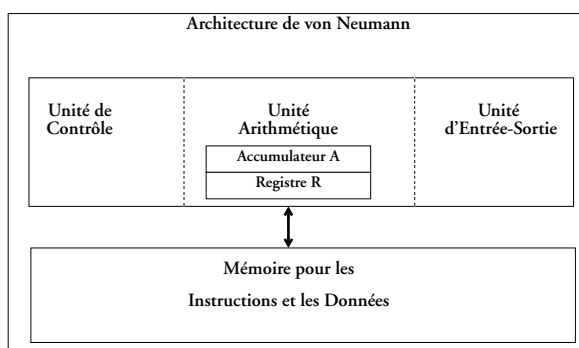 Architecture de von Neumann
Unité de
Contrôle
Unité
Arithmétique
Accumulateur A
Registre R
Unité
d'Entrée-Sortie
Mémoire pour les
Instructions et les Données